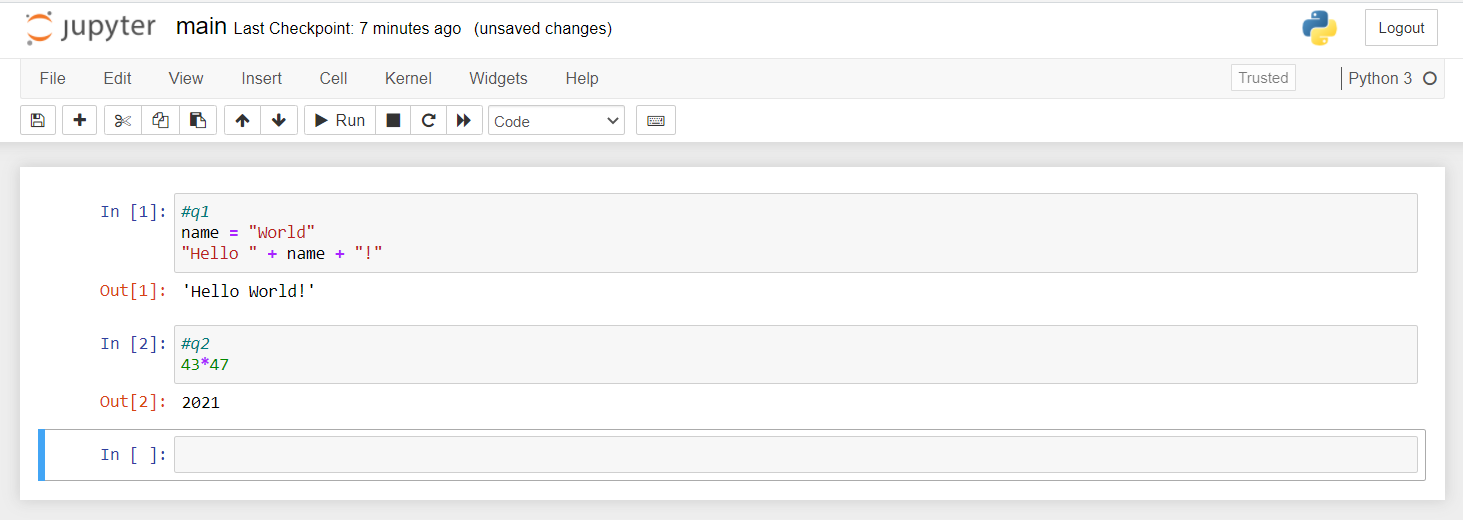 jupyter main Last Checkpoint: 7 minutes ago (unsaved changes) Logout
File Edit View Insert Cell Kernel Widgets Help Trusted Python 3
Run Code
In [1]: #q1
name = "World"
"Hello " + name + "!"
Out[1]: 'Hello World!'
In [2]: #q2
43*47
Out[2]: 2021
In [ ]: